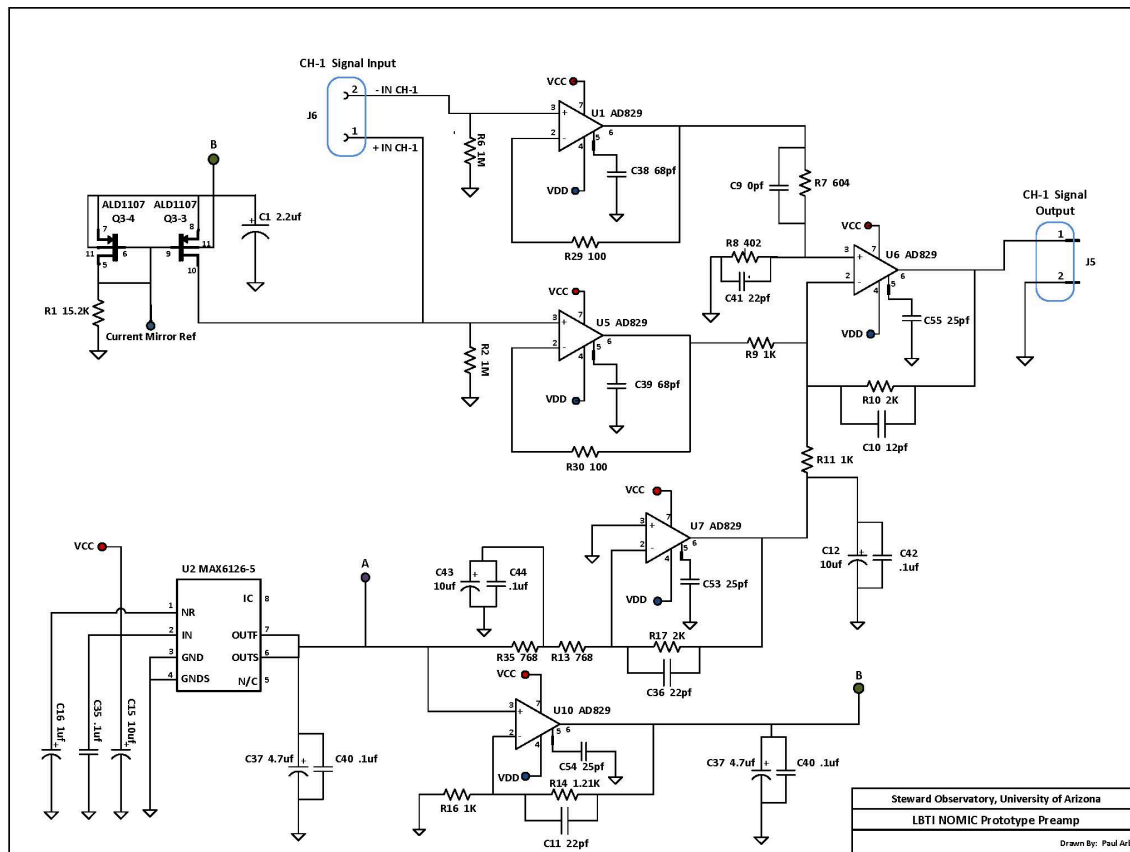 CH-1 Signal Input
2
- IN CH-1
J6
1
+ IN CH-1
R6 1M
VCC
7
U1 AD829
3
+
2
-
6
5
4
VDD
C38 68pf
R29 100
C9 0pf
R7 604
CH-1 Signal
Output
1
2
J5
B
ALD1107
Q3-4
ALD1107
Q3-3
7
8
11
6
9
11
5
10
C1 2.2uf
+
R1 15.2K
Current Mirror Ref
R8 402
C41 22pf
VCC
7
U6 AD829
3
+
2
-
6
5
4
VDD
C55 25pf
VCC
7
U5 AD829
3
+
2
-
6
5
4
VDD
C39 68pf
R2 1M
R30 100
R9 1K
R10 2K
C10 12pf
R11 1K
VCC
7
U7 AD829
3
+
2
-
6
5
4
VDD
C53 25pf
C12
10uf
+
C42
.1uf
VCC
U2 MAX6126-5
IC
8
1
NR
2
IN
OUTF
7
3
GND
OUTS
6
4
GNDS
N/C
5
A
C43
10uf
+
C44
.1uf
R35 768
R13 768
R17 2K
C36 22pf
C16 1uf
+
C35 .1uf
C15 10uf
+
C37 4.7uf
+
C40 .1uf
VCC
7
U10 AD829
3
+
2
-
6
5
4
VDD
C54 25pf
R14 1.21K
R16 1K
C11 22pf
B
C37 4.7uf
+
C40 .1uf
Steward Observatory, University of Arizona
LBTI NOMIC Prototype Preamp
Drawn By: Paul Arl